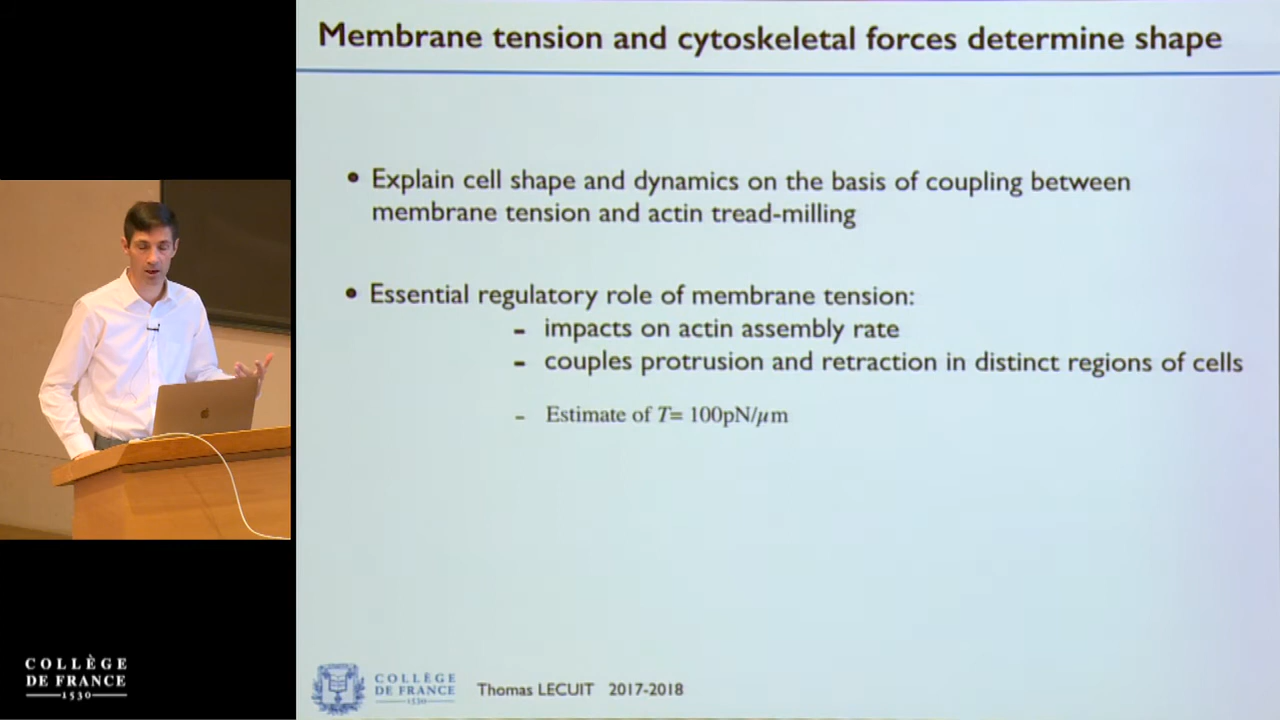 Membrane tension and cytoskeletal forces determine shape
• Explain cell shape and dynamics on the basis of coupling between
membrane tension and actin tread-milling
• Essential regulatory role of membrane tension:
- impacts on actin assembly rate
- couples protrusion and retraction in distinct regions of cells
- Estimate of T= 100pN/μm
COLLÈGE
DE FRANCE
1530
COLLÈGE
DE FRANCE
1530
Thomas LECUIT 2017-2018